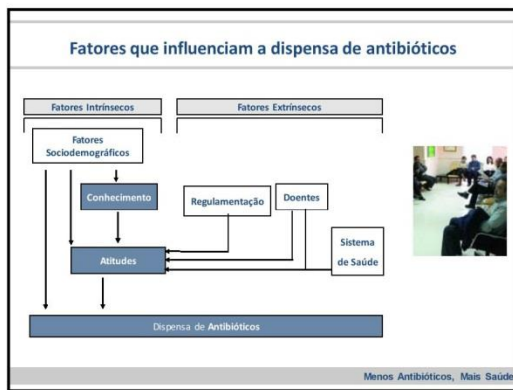 Fatores que influenciam a dispensa de antibióticos
Fatores Intrínsecos
Fatores Extrínsecos
Fatores
Sociodemográficos
Conhecimento
Regulamentação
Doentes
Sistema
de Saúde
Atitudes
Dispensa de Antibióticos
Menos Antibióticos, Mais Saúde